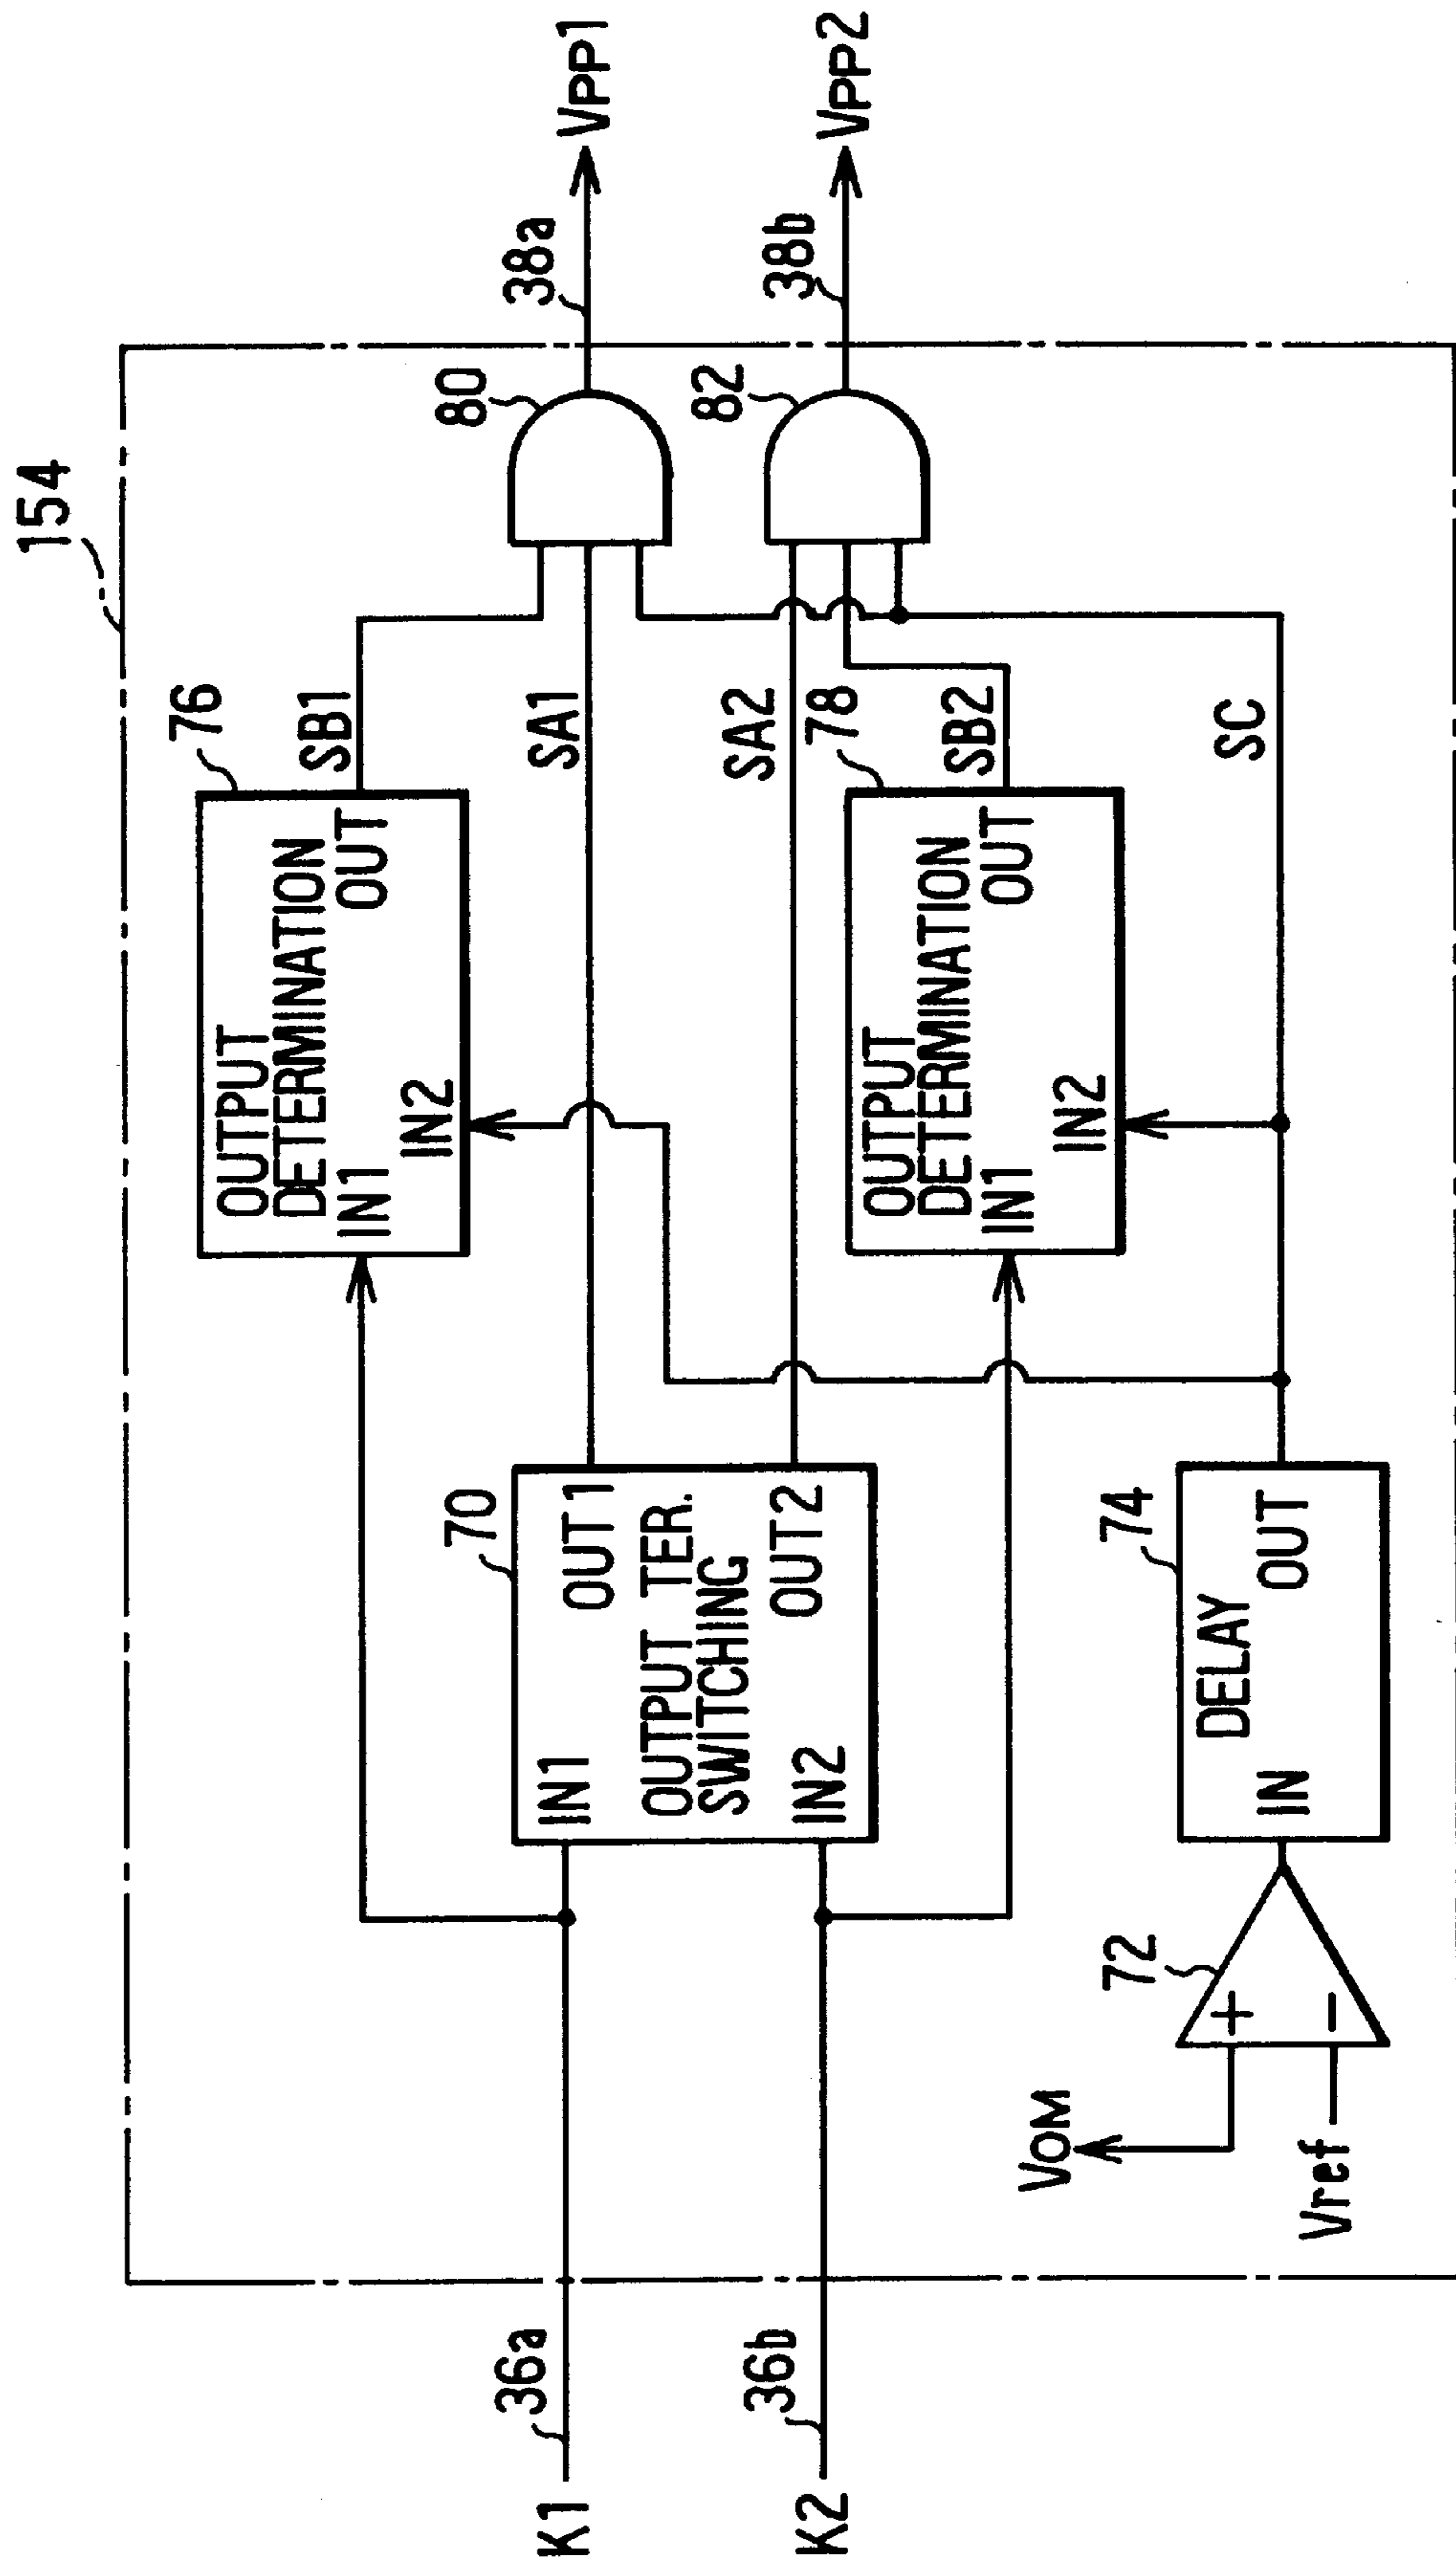 154
76
OUTPUT
DETERMINATION
IN1
OUT
IN2
SB1
80
38a
VPP1
K1
36a
70
IN1
OUT1
OUTPUT TER.
SWITCHING
IN2
OUT2
SA1
SA2
82
38b
VPP2
K2
36b
78
OUTPUT
DETERMINATION
IN1
OUT
IN2
SB2
VOM
Vref
72
+
−
74
DELAY
IN
OUT
SC